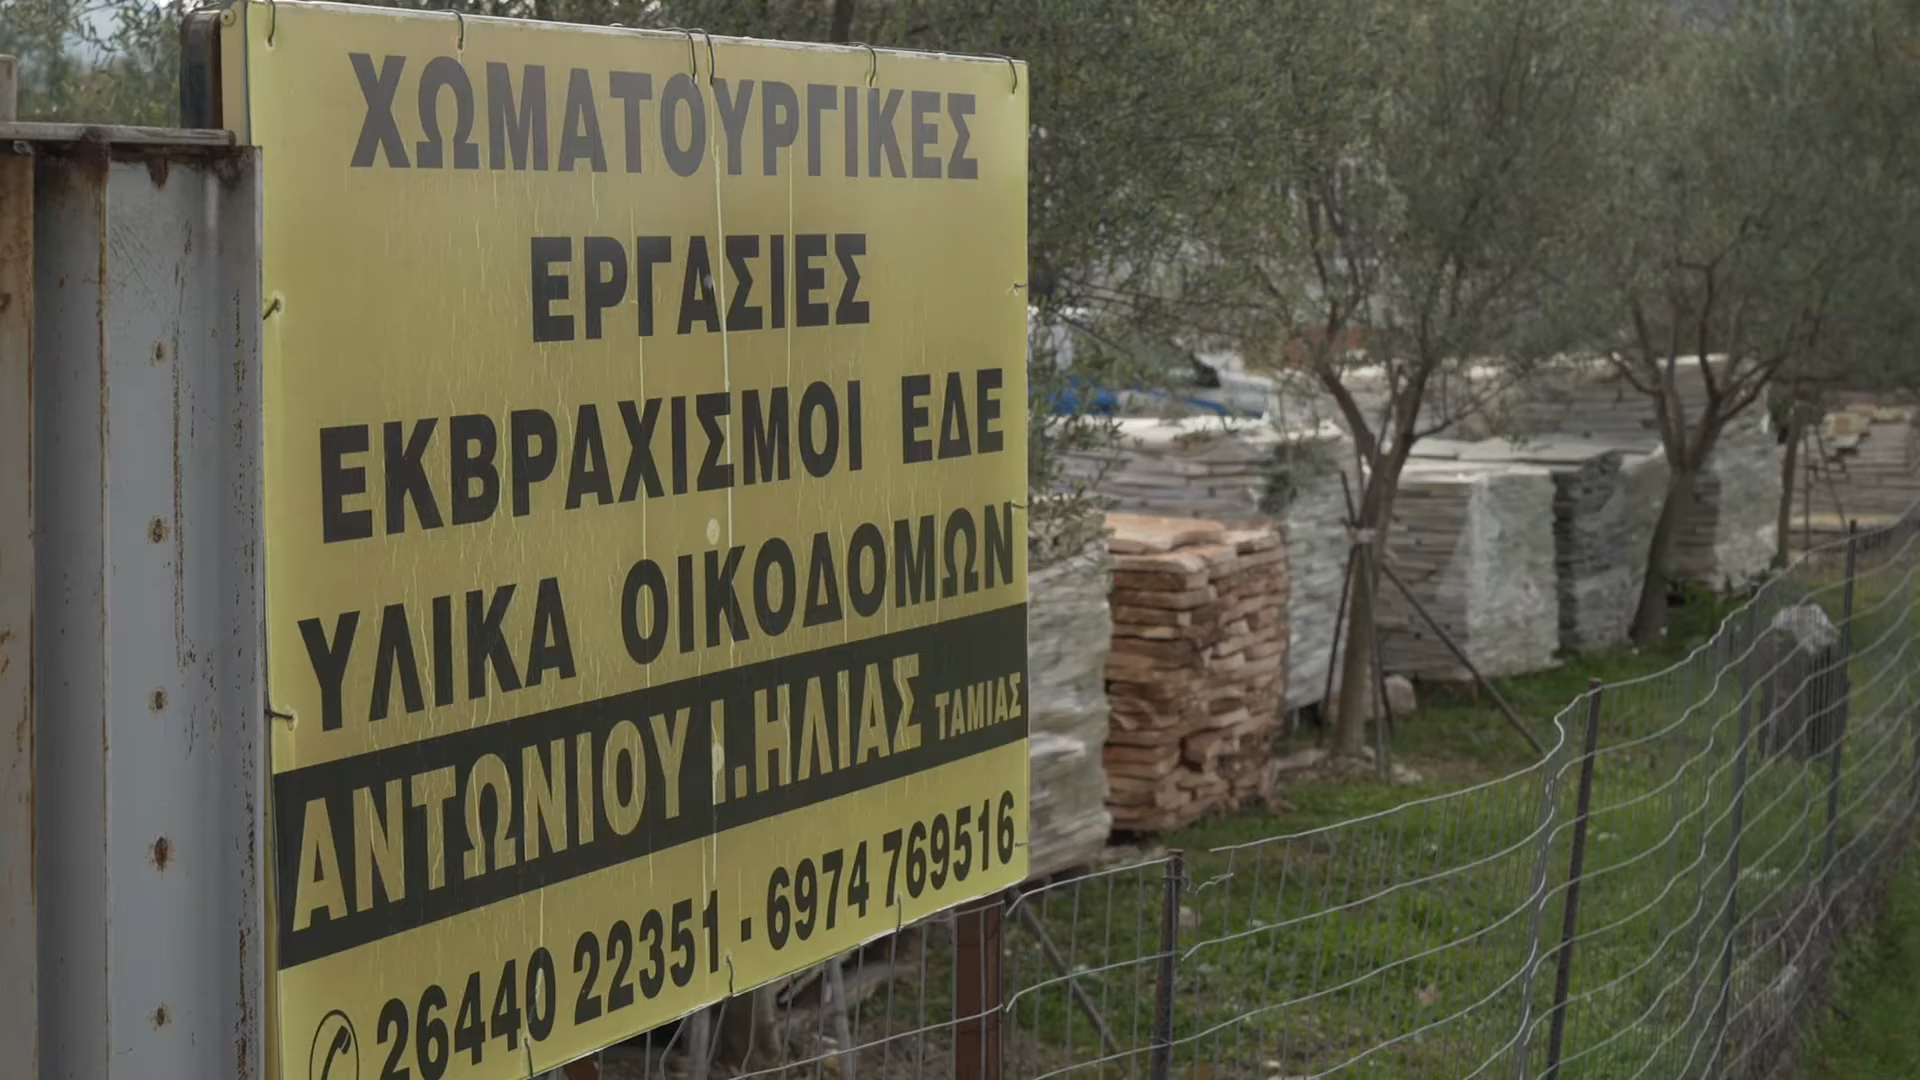 ΧΩΜΑΤΟΥΡΓΙΚΕΣ
ΕΡΓΑΣΙΕΣ
ΕΚΒΡΑΧΙΣΜΟΙ ΕΔΕ
ΥΛΙΚΑ ΟΙΚΟΔΟΜΩΝ
ΑΝΤΩΝΙΟΥ Ι. ΗΛΙΑΣ ΤΑΜΙΑΣ
26440 22351 - 6974 769516